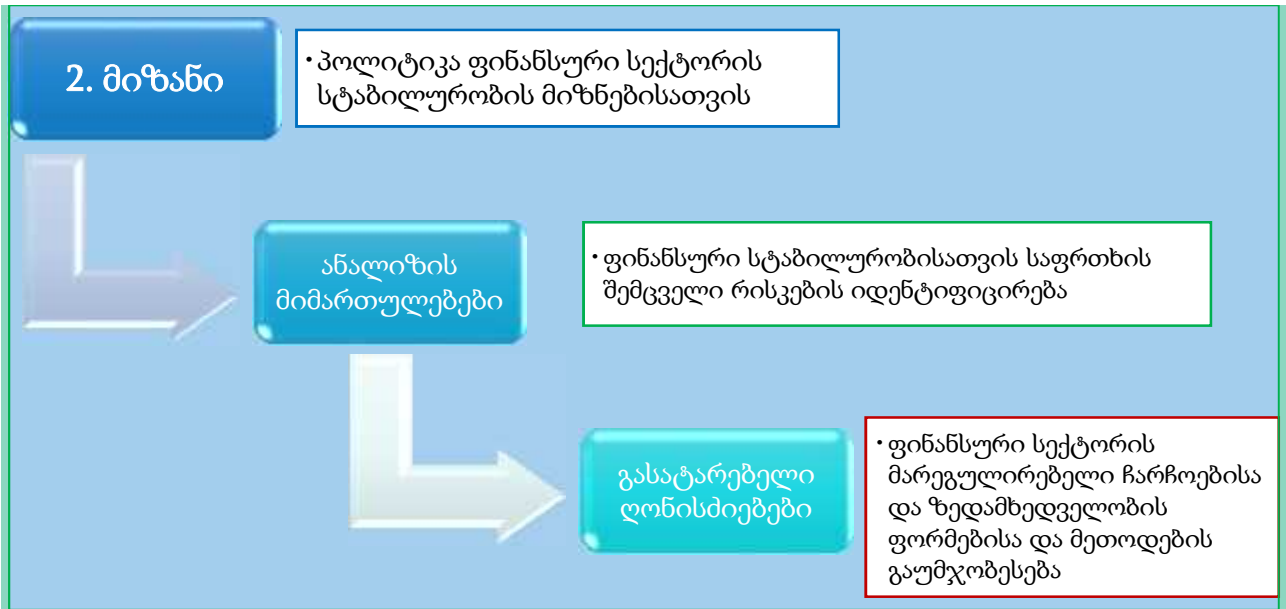 2. მიზანი
•პოლიტიკა ფინანსური სექტორის
სტაბილურობის მიზნებისათვის
ანალიზის
მიმართულებები
•ფინანსური სტაბილურობისათვის საფრთხის
შემცველი რისკების იდენტიფიცირება
გასატარებელი
ღონისძიებები
•ფინანსური სექტორის
მარეგულირებელი ჩარჩოებისა
და ზედამხედველობის
ფორმებისა და მეთოდების
გაუმჯობესება